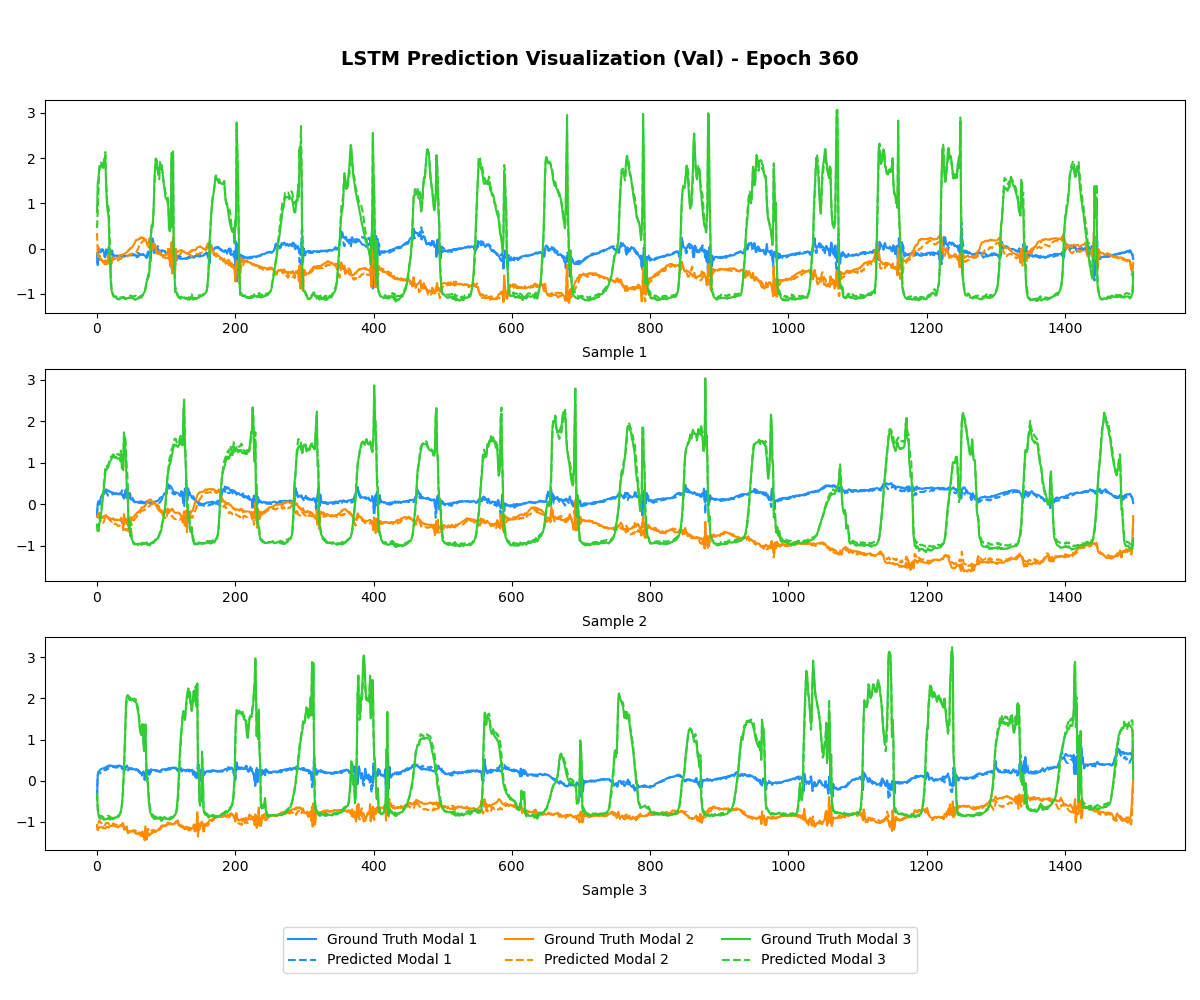 LSTM Prediction Visualization (Val) - Epoch 360
3
2
1
0
−1
0 200 400 600 800 1000 1200 1400
Sample 1
3
2
1
0
−1
0 200 400 600 800 1000 1200 1400
Sample 2
3
2
1
0
−1
0 200 400 600 800 1000 1200 1400
Sample 3
Ground Truth Modal 1 Ground Truth Modal 2 Ground Truth Modal 3
Predicted Modal 1 Predicted Modal 2 Predicted Modal 3